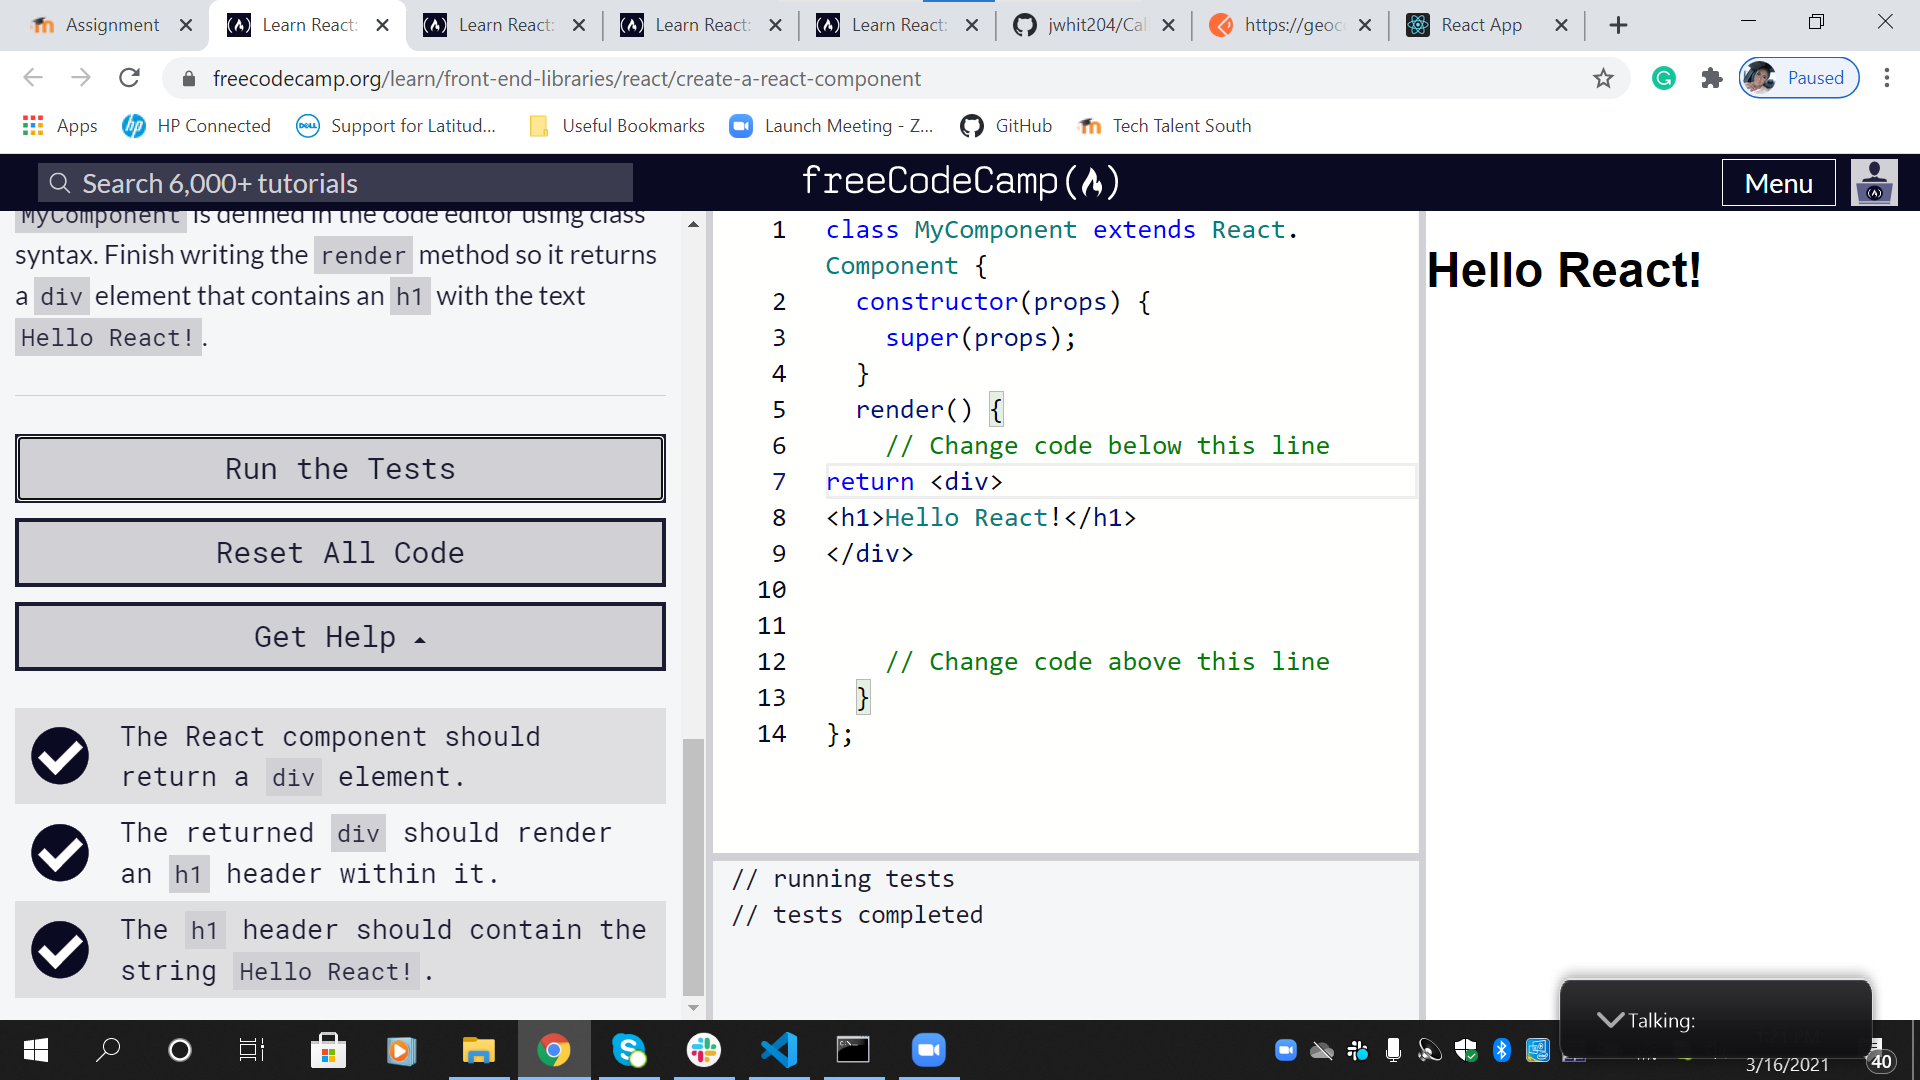 Assignment
Learn React:
Learn React:
Learn React:
Learn React:
jwhit204/Cal
https://geoc
React App
freecodecamp.org/learn/front-end-libraries/react/create-a-react-component
Paused
Apps
HP Connected
Support for Latitud...
Useful Bookmarks
Launch Meeting - Z...
GitHub
Tech Talent South
Search 6,000+ tutorials
freeCodeCamp
Menu
MyComponent is defined in the code editor using class
syntax. Finish writing the render method so it returns
a div element that contains an h1 with the text
Hello React!.
Run the Tests
Reset All Code
Get Help
The React component should
return a div element.
The returned div should render
an h1 header within it.
The h1 header should contain the
string Hello React!.
1 class MyComponent extends React.
Component {
2 constructor(props) {
3 super(props);
4 }
5 render() {
6 // Change code below this line
7 return <div>
8 <h1>Hello React!</h1>
9 </div>
10
11
12 // Change code above this line
13 }
14 };
// running tests
// tests completed
Hello React!
Talking:
3/16/2021
40